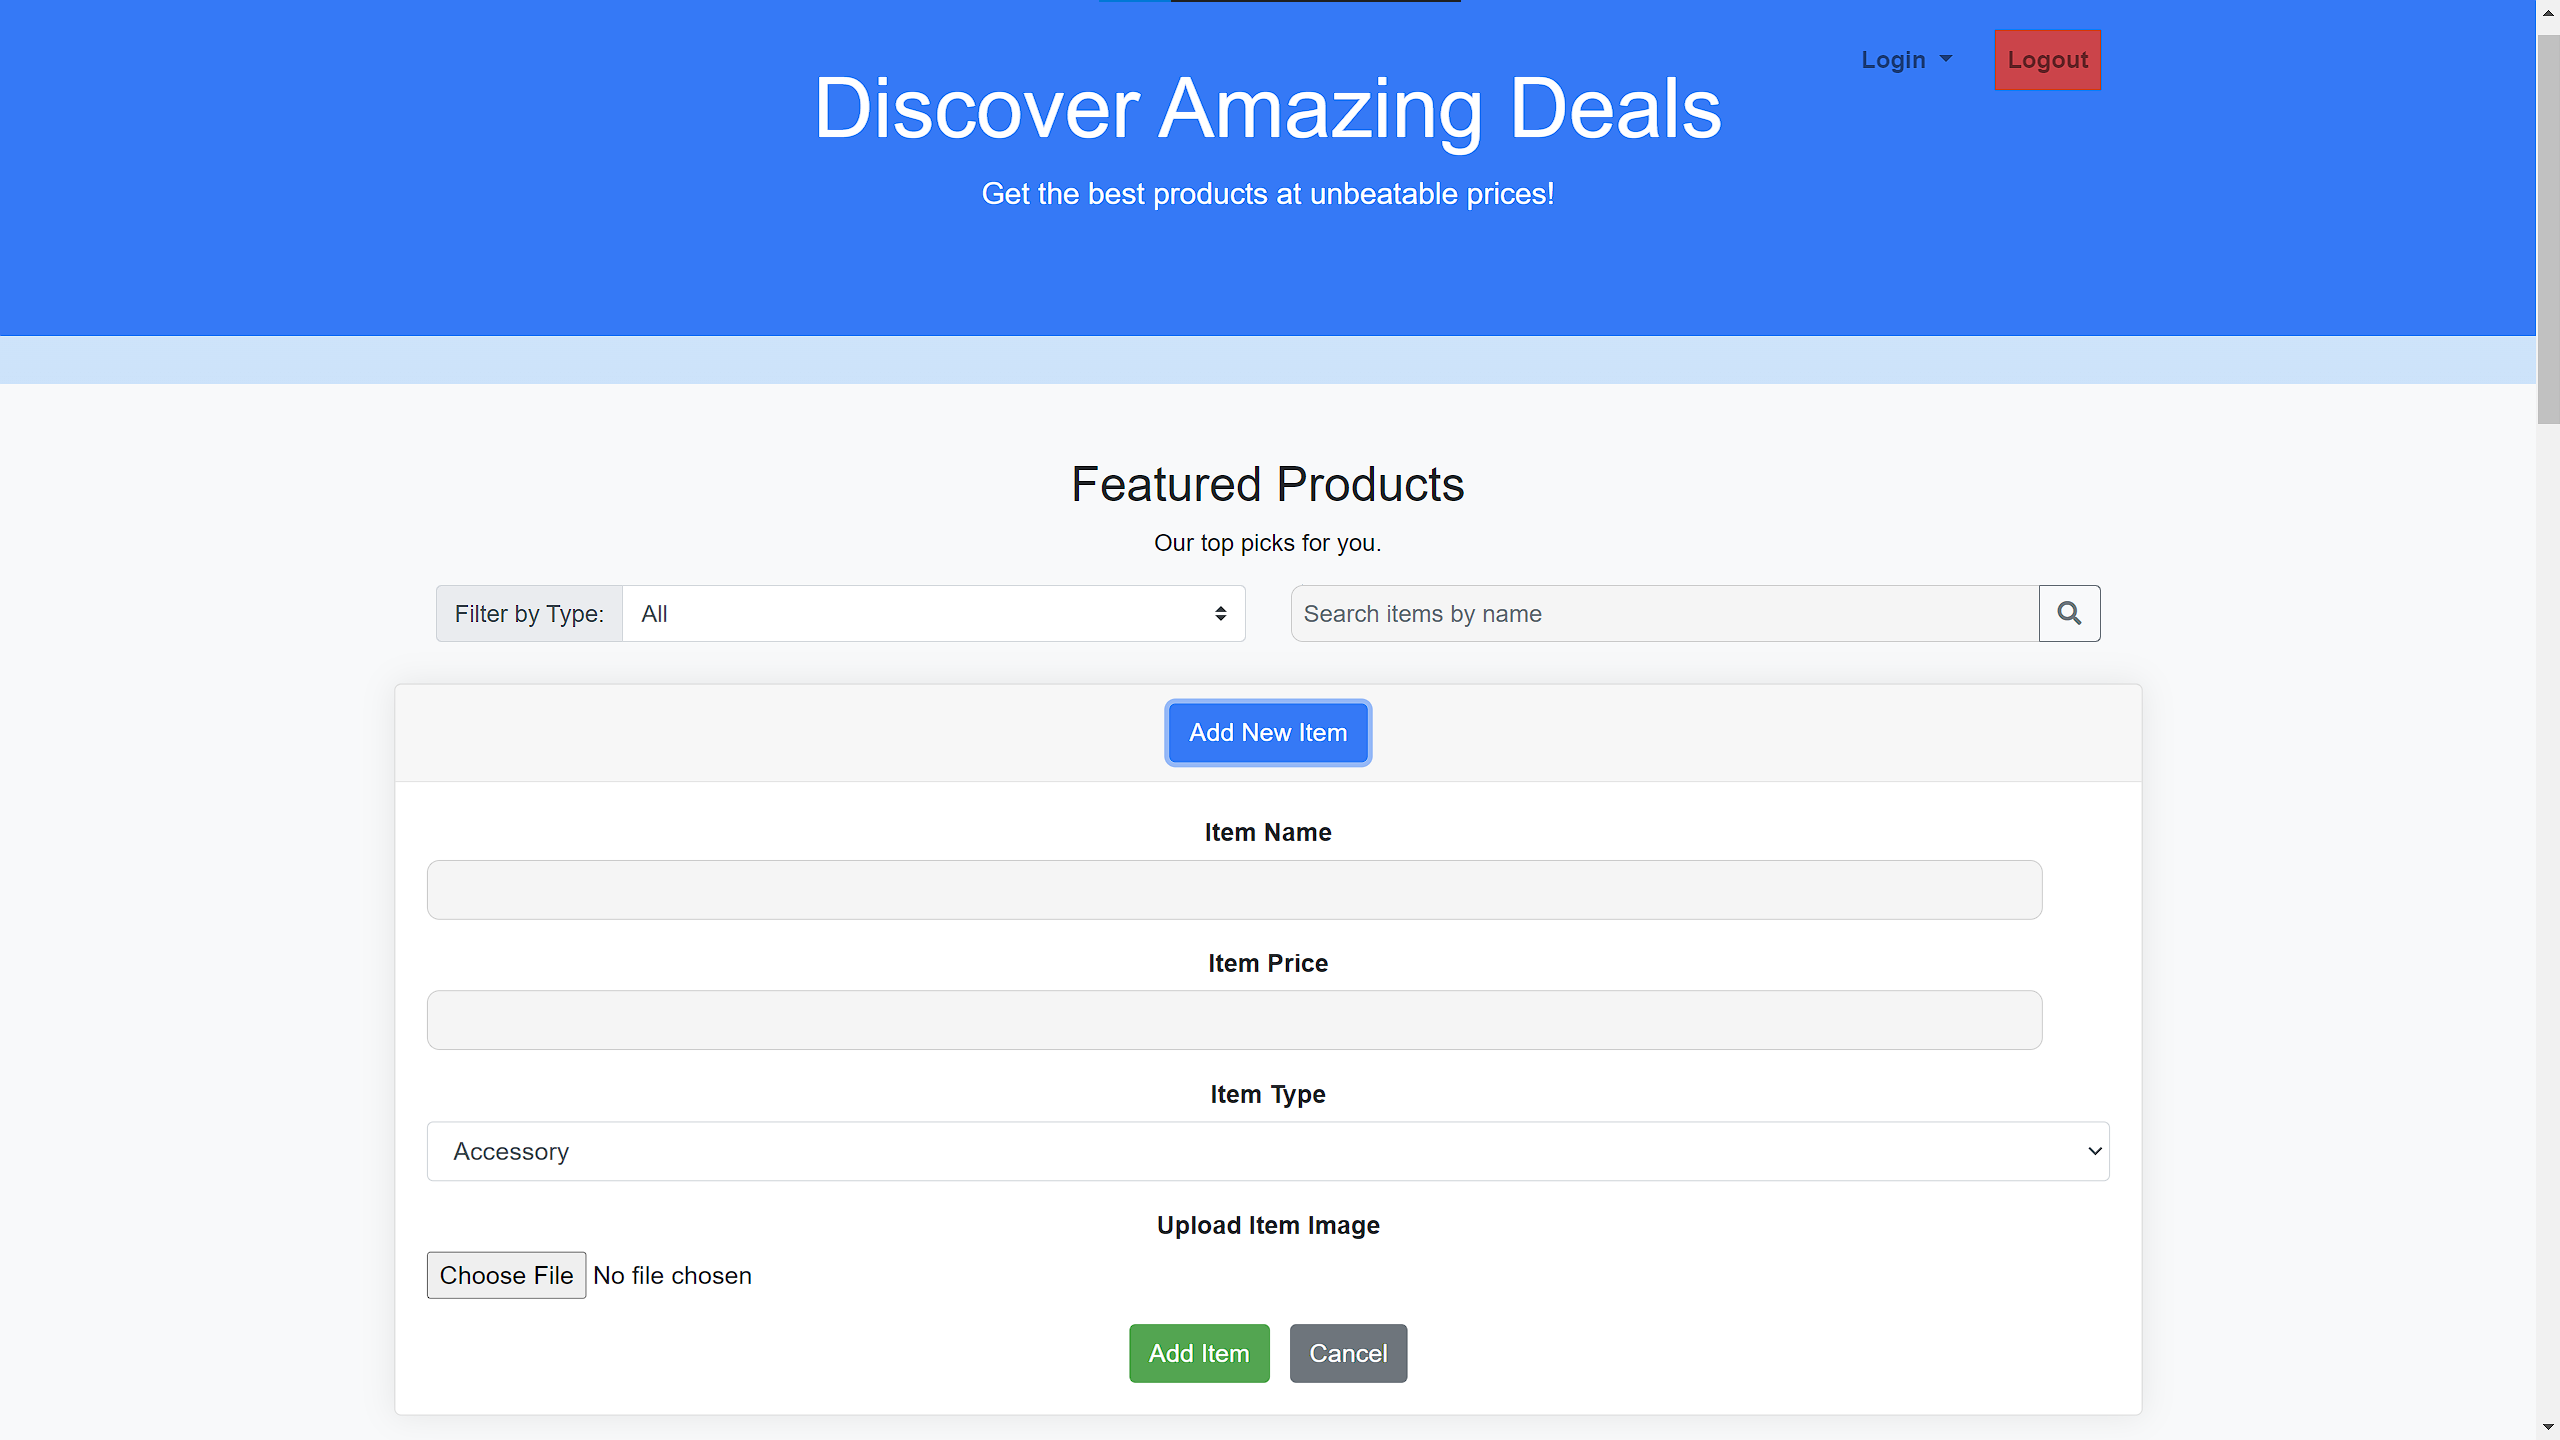 Login
Logout
Discover Amazing Deals
Get the best products at unbeatable prices!
Featured Products
Our top picks for you.
Filter by Type:
All
Search items by name
Add New Item
Item Name
Item Price
Item Type
Accessory
Upload Item Image
Choose File No file chosen
Add Item
Cancel